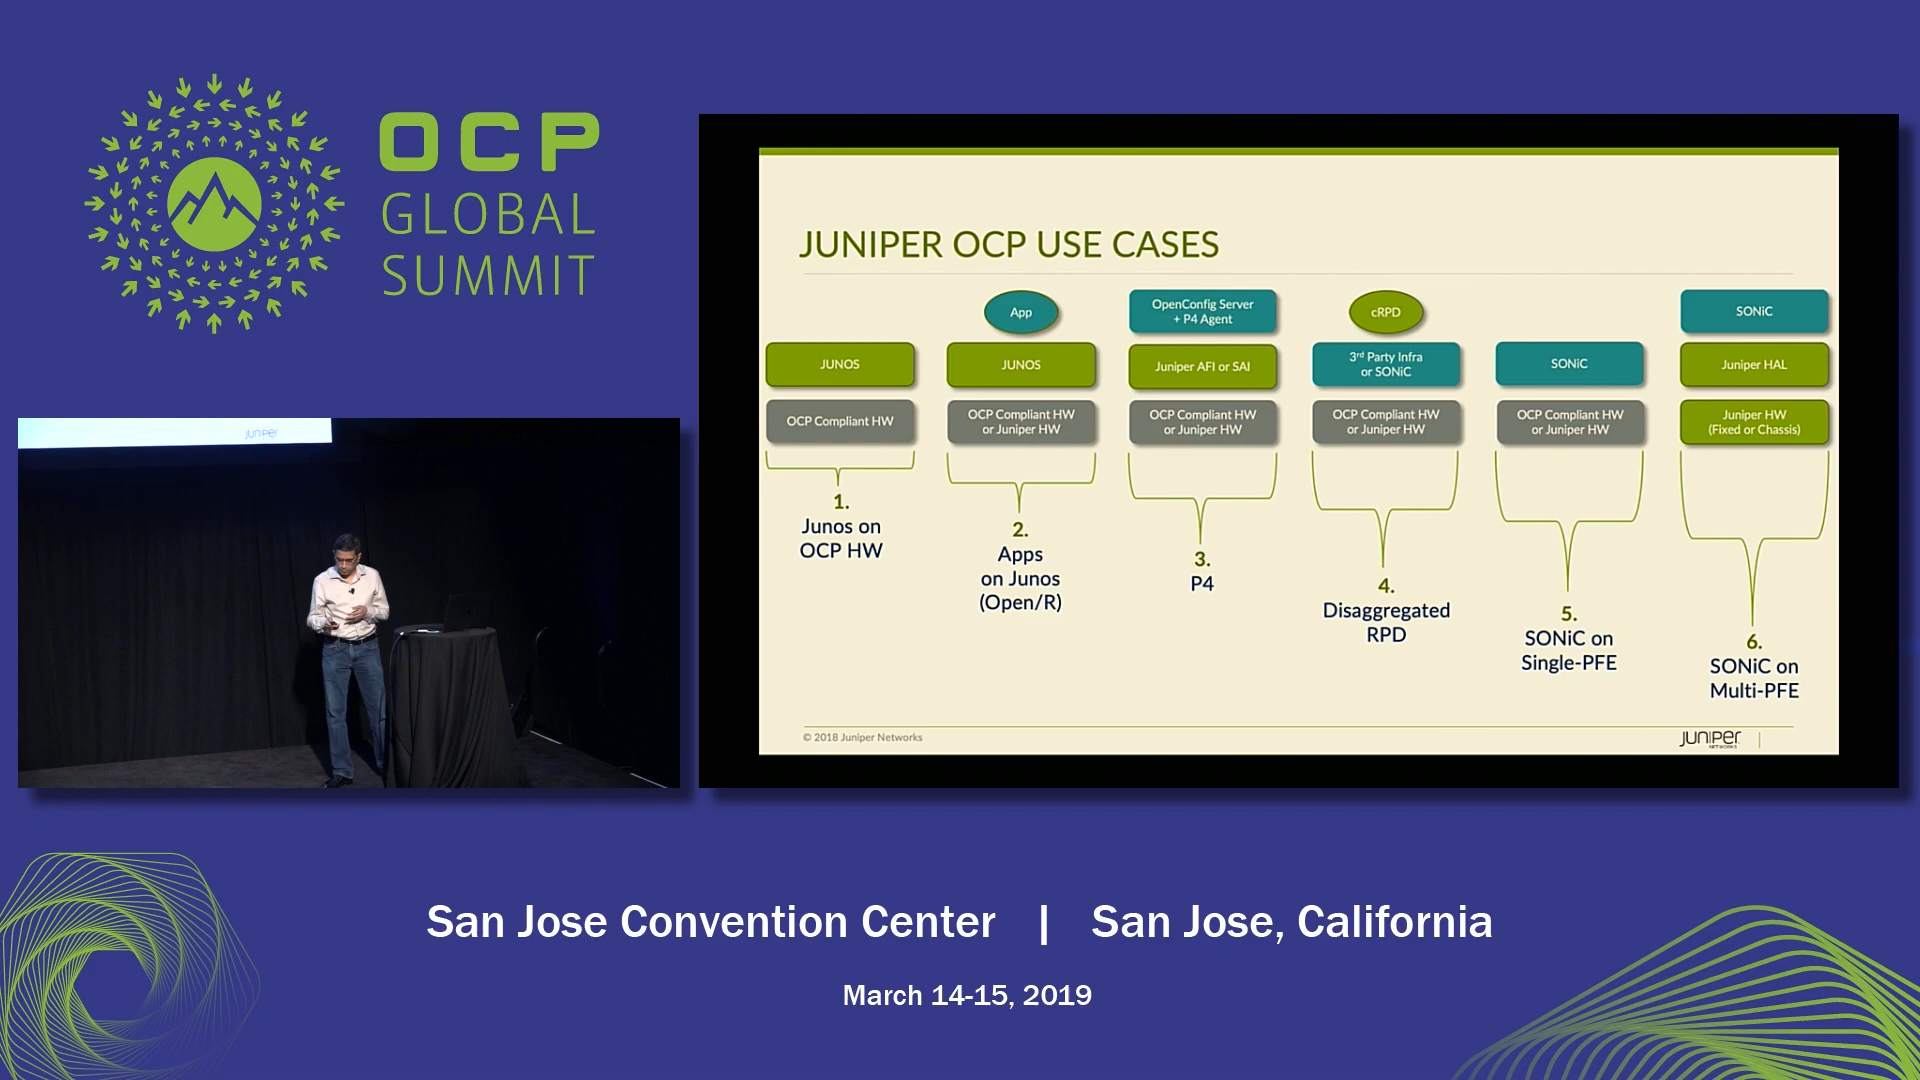 OCP
GLOBAL
SUMMIT
JUNIPER
JUNIPER OCP USE CASES
JUNOS
OCP Compliant HW
1.
Junos on
OCP HW
App
JUNOS
OCP Compliant HW
or Juniper HW
2.
Apps
on Junos
(Open/R)
OpenConfig Server
+ P4 Agent
Juniper AFI or SAI
OCP Compliant HW
or Juniper HW
3.
P4
cRPD
3rd Party Infra
or SONiC
OCP Compliant HW
or Juniper HW
4.
Disaggregated
RPD
SONiC
OCP Compliant HW
or Juniper HW
5.
SONiC on
Single-PFE
SONiC
Juniper HAL
Juniper HW
(Fixed or Chassis)
6.
SONiC on
Multi-PFE
© 2018 Juniper Networks
JUNIPER
NETWORKS
San Jose Convention Center | San Jose, California
March 14-15, 2019